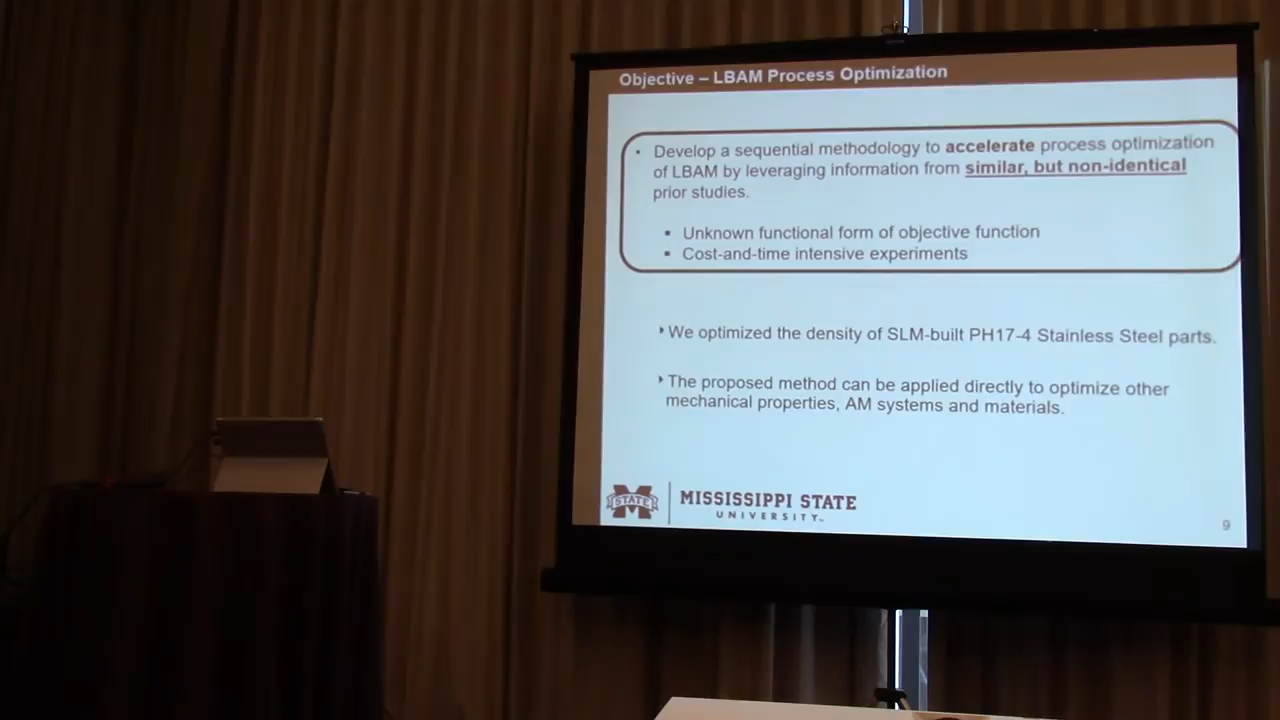 Objective – LBAM Process Optimization
• Develop a sequential methodology to accelerate process optimization
of LBAM by leveraging information from similar, but non-identical
prior studies.
▪ Unknown functional form of objective function
▪ Cost-and-time intensive experiments
‣ We optimized the density of SLM-built PH17-4 Stainless Steel parts.
‣ The proposed method can be applied directly to optimize other
mechanical properties, AM systems and materials.
STATE
MISSISSIPPI STATE
UNIVERSITY™
9